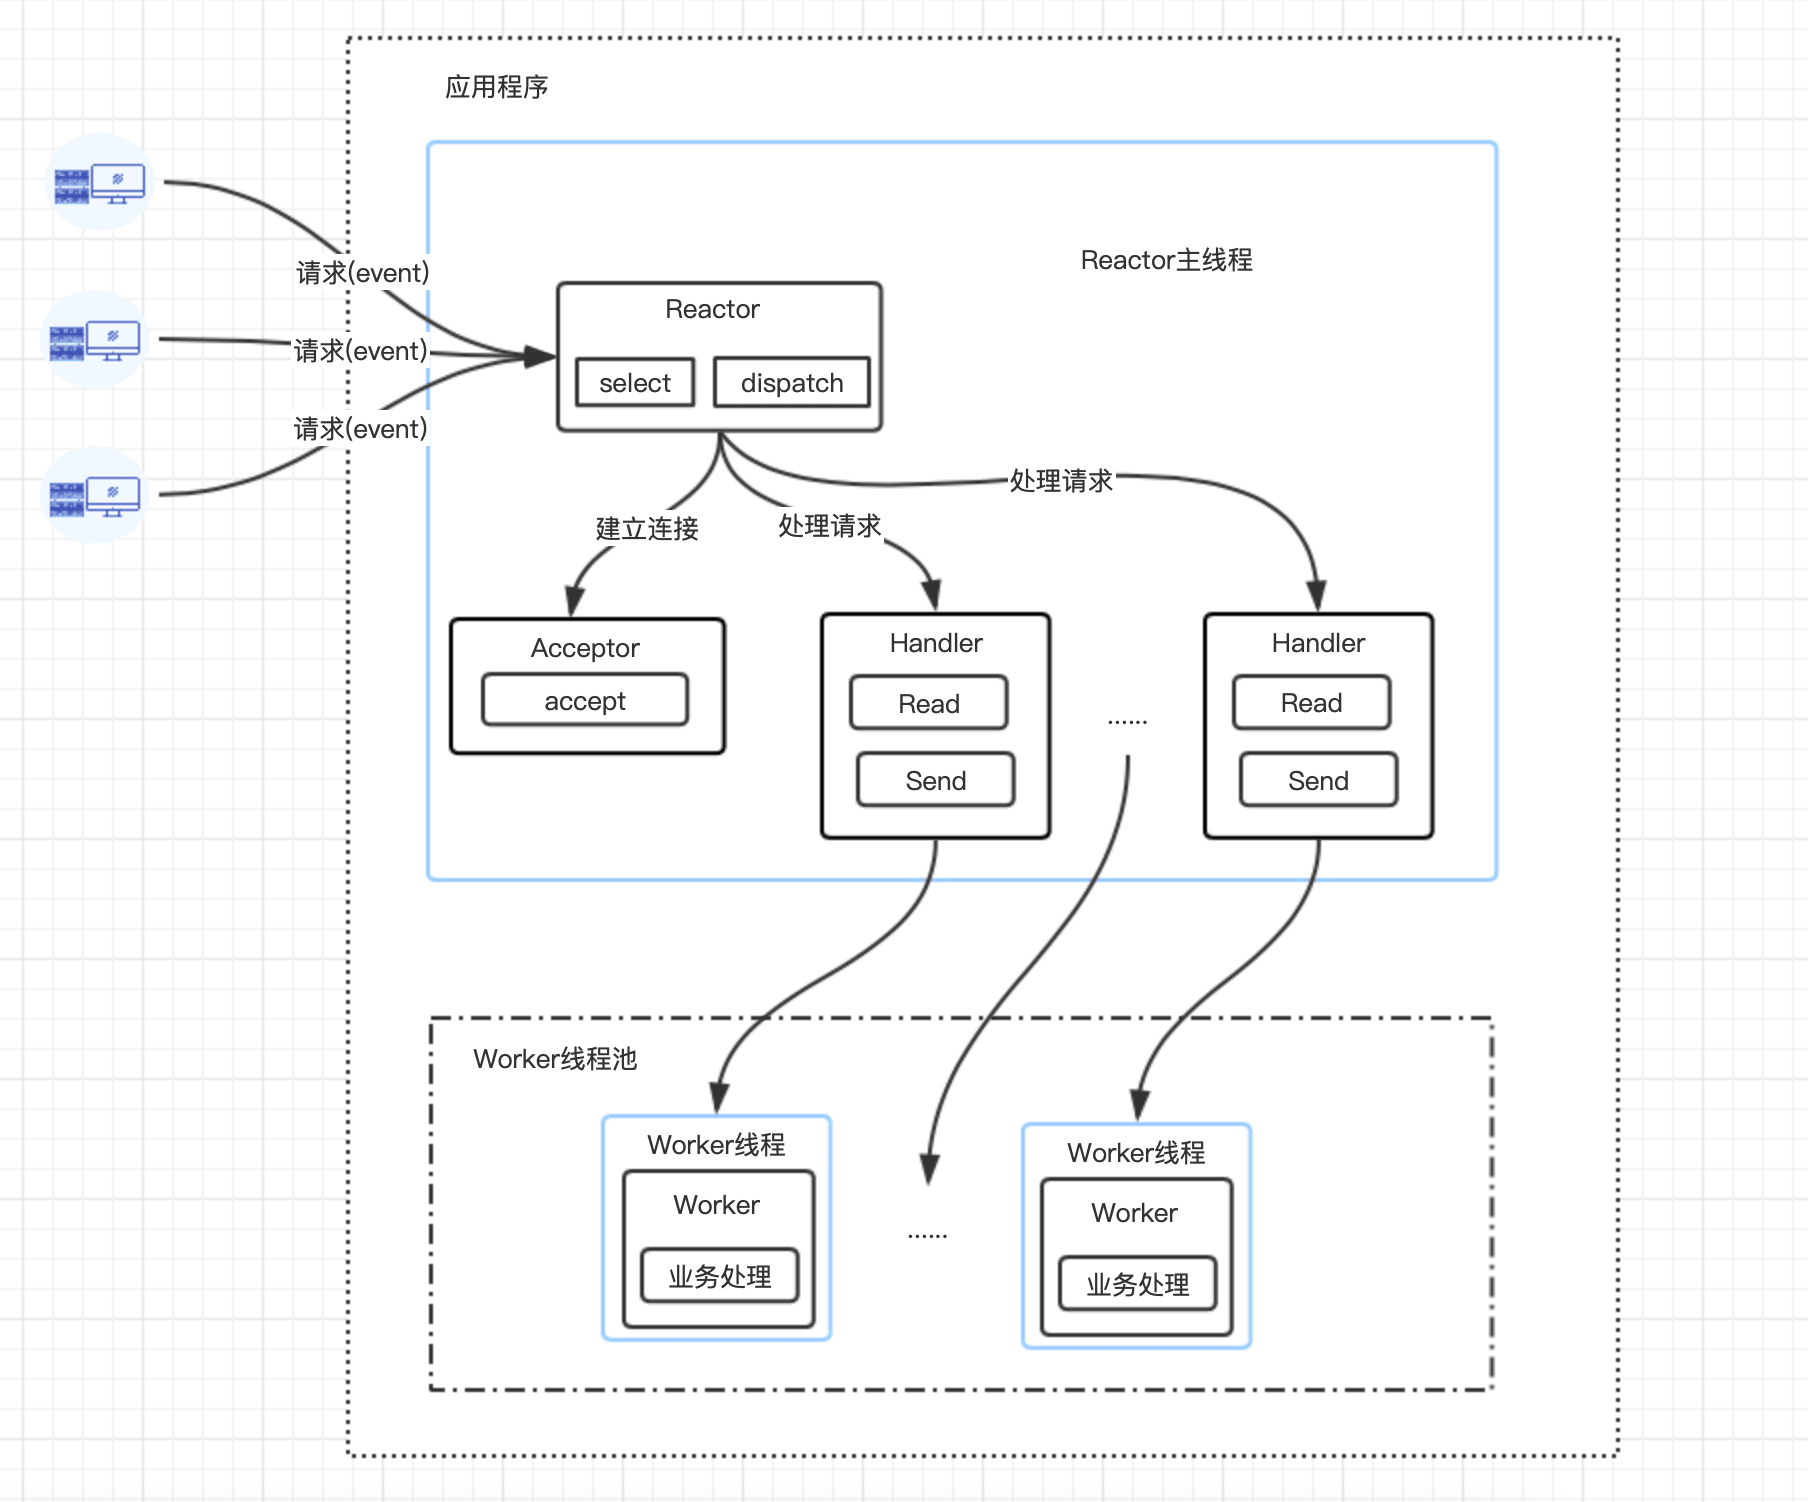 应用程序
Reactor主线程
请求(event)
请求(event)
请求(event)
Reactor
select
dispatch
建立连接
处理请求
处理请求
Acceptor
accept
Handler
Read
Send
......
Handler
Read
Send
Worker线程池
Worker线程
Worker
业务处理
......
Worker线程
Worker
业务处理